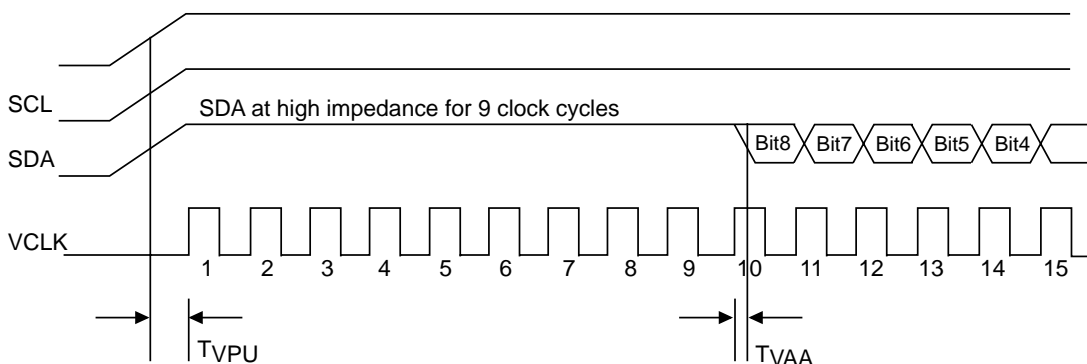 SCL
SDA at high impedance for 9 clock cycles
SDA
Bit8 Bit7 Bit6 Bit5 Bit4
VCLK
1 2 3 4 5 6 7 8 9 10 11 12 13 14 15
TVPU
TVAA